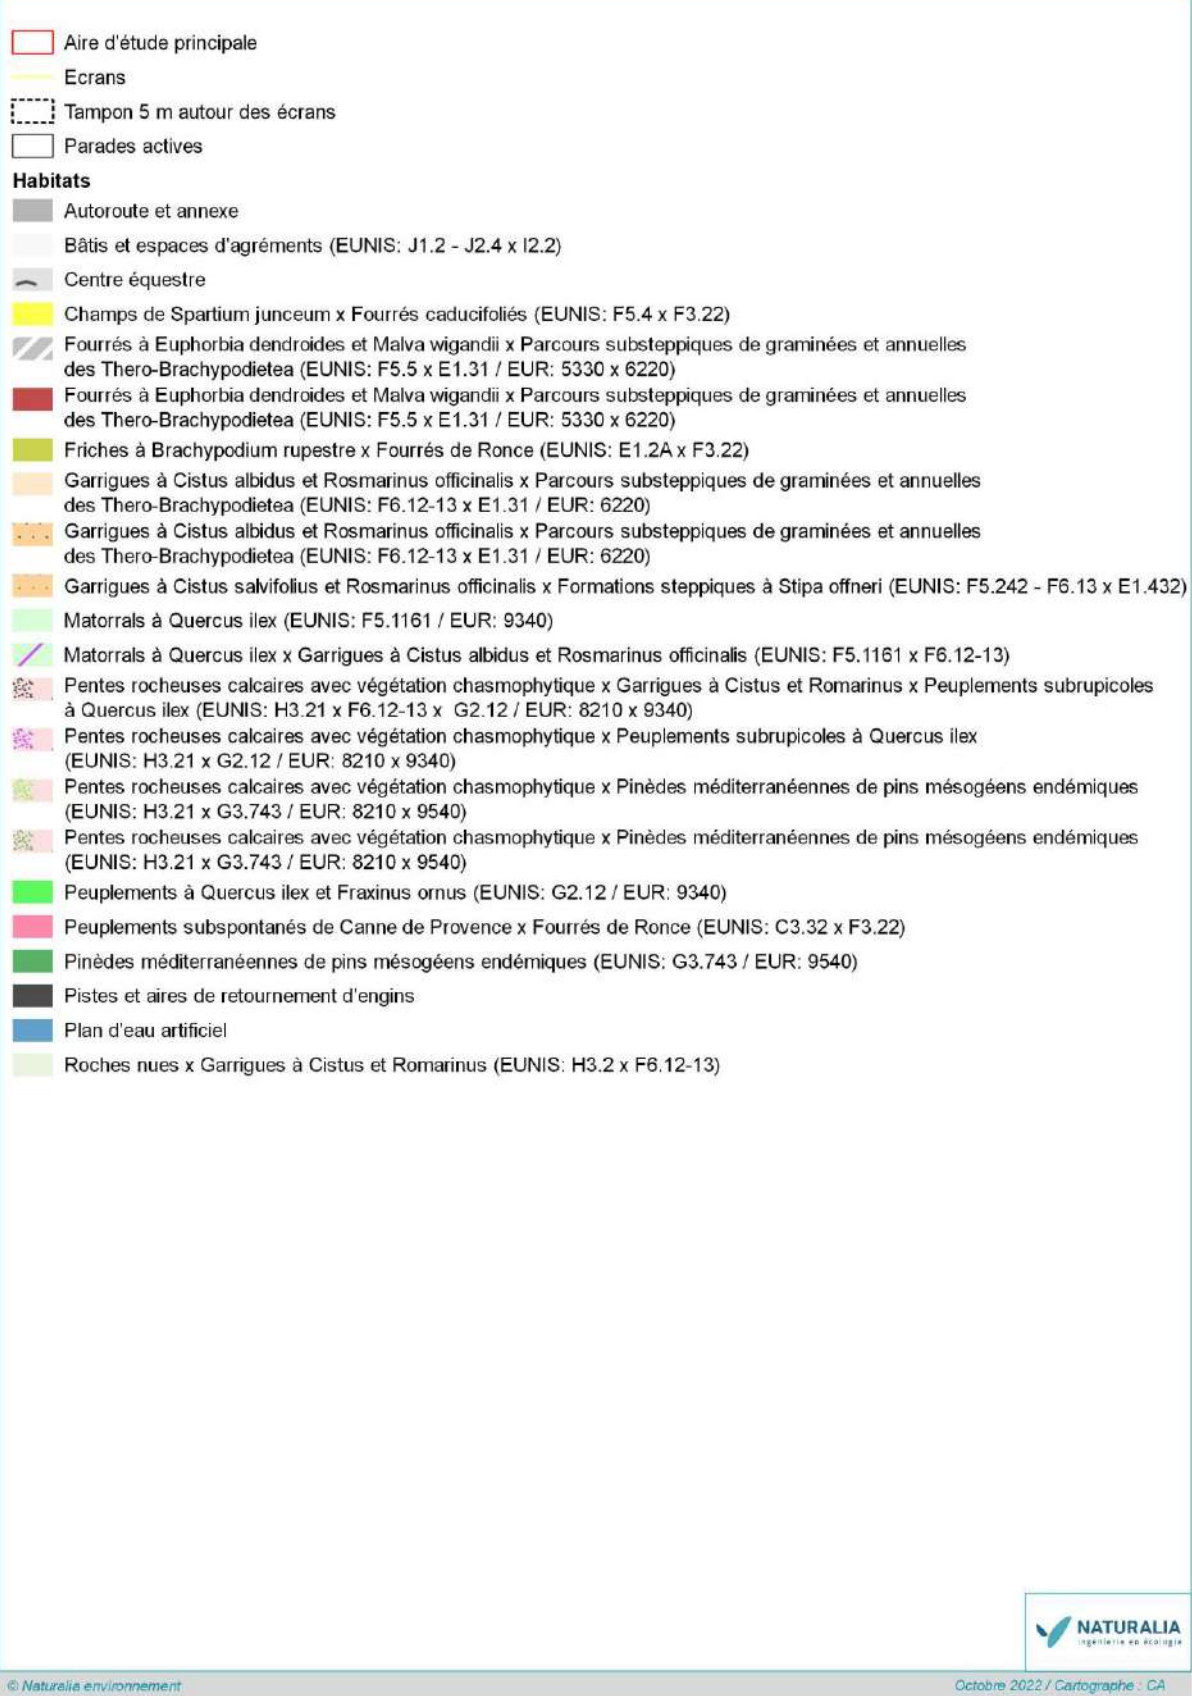 Aire d'étude principale
Ecrans
Tampon 5 m autour des écrans
Parades actives
Habitats
Autoroute et annexe
Bâtis et espaces d'agréments (EUNIS: J1.2 - J2.4 x I2.2)
Centre équestre
Champs de Spartium junceum x Fourrés caducifoliés (EUNIS: F5.4 x F3.22)
Fourrés à Euphorbia dendroides et Malva wigandii x Parcours substeppiques de graminées et annuelles
des Thero-Brachypodietea (EUNIS: F5.5 x E1.31 / EUR: 5330 x 6220)
Fourrés à Euphorbia dendroides et Malva wigandii x Parcours substeppiques de graminées et annuelles
des Thero-Brachypodietea (EUNIS: F5.5 x E1.31 / EUR: 5330 x 6220)
Friches à Brachypodium rupestre x Fourrés de Ronce (EUNIS: E1.2A x F3.22)
Garrigues à Cistus albidus et Rosmarinus officinalis x Parcours substeppiques de graminées et annuelles
des Thero-Brachypodietea (EUNIS: F6.12-13 x E1.31 / EUR: 6220)
Garrigues à Cistus albidus et Rosmarinus officinalis x Parcours substeppiques de graminées et annuelles
des Thero-Brachypodietea (EUNIS: F6.12-13 x E1.31 / EUR: 6220)
Garrigues à Cistus salvifolius et Rosmarinus officinalis x Formations steppiques à Stipa offneri (EUNIS: F5.242 - F6.13 x E1.432)
Matorrals à Quercus ilex (EUNIS: F5.1161 / EUR: 9340)
Matorrals à Quercus ilex x Garrigues à Cistus albidus et Rosmarinus officinalis (EUNIS: F5.1161 x F6.12-13)
Pentes rocheuses calcaires avec végétation chasmophytique x Garrigues à Cistus et Romarinus x Peuplements subrupicoles
à Quercus ilex (EUNIS: H3.21 x F6.12-13 x G2.12 / EUR: 8210 x 9340)
Pentes rocheuses calcaires avec végétation chasmophytique x Peuplements subrupicoles à Quercus ilex
(EUNIS: H3.21 x G2.12 / EUR: 8210 x 9340)
Pentes rocheuses calcaires avec végétation chasmophytique x Pinèdes méditerranéennes de pins mésogéens endémiques
(EUNIS: H3.21 x G3.743 / EUR: 8210 x 9540)
Pentes rocheuses calcaires avec végétation chasmophytique x Pinèdes méditerranéennes de pins mésogéens endémiques
(EUNIS: H3.21 x G3.743 / EUR: 8210 x 9540)
Peuplements à Quercus ilex et Fraxinus ornus (EUNIS: G2.12 / EUR: 9340)
Peuplements subspontanés de Canne de Provence x Fourrés de Ronce (EUNIS: C3.32 x F3.22)
Pinèdes méditerranéennes de pins mésogéens endémiques (EUNIS: G3.743 / EUR: 9540)
Pistes et aires de retournement d'engins
Plan d'eau artificiel
Roches nues x Garrigues à Cistus et Romarinus (EUNIS: H3.2 x F6.12-13)
NATURALIA
Ingénierie en écologie
© Naturalia environnement
Octobre 2022 / Cartographe : CA